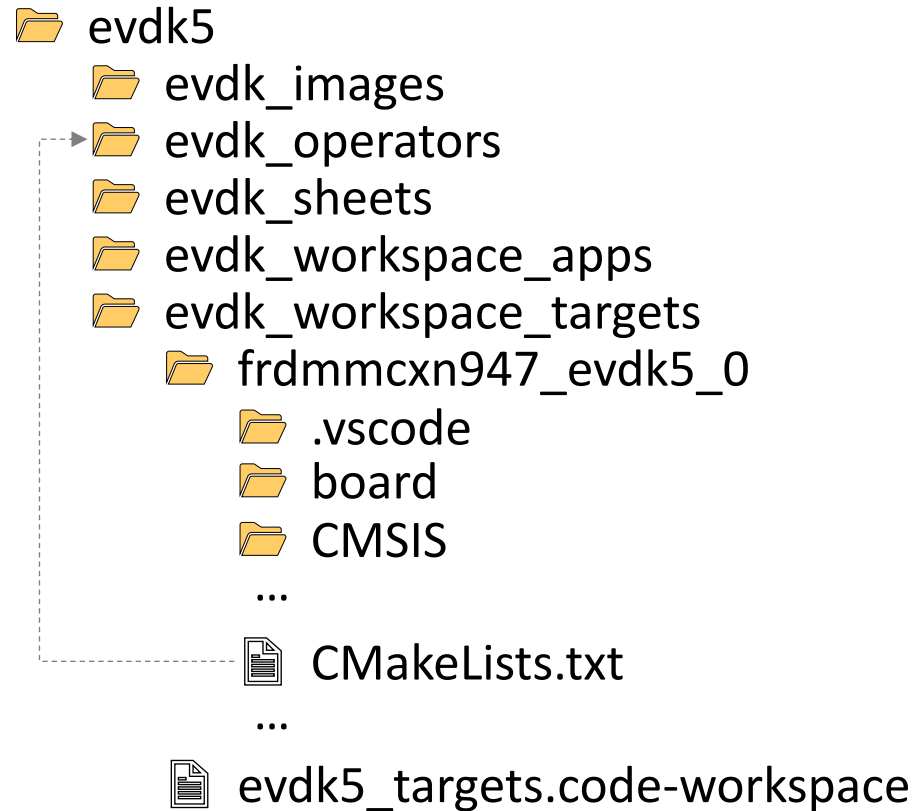 evdk5
evdk_images
evdk_operators
evdk_sheets
evdk_workspace_apps
evdk_workspace_targets
frdmmcxn947_evdk5_0
.vscode
board
CMSIS
...
CMakeLists.txt
...
evdk5_targets.code-workspace